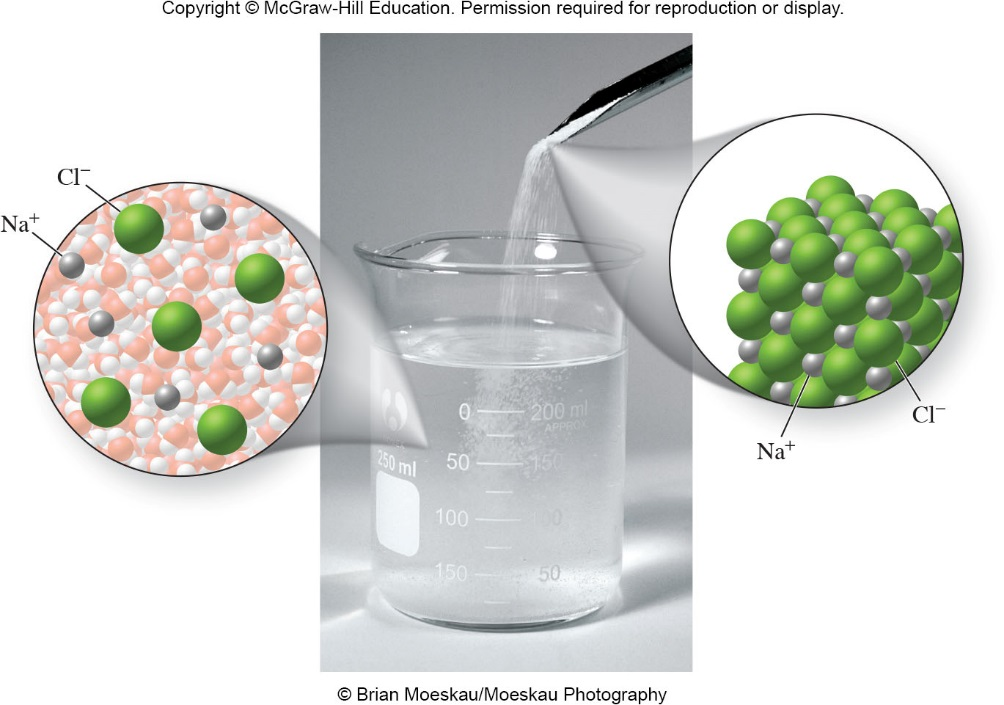 Copyright © McGraw-Hill Education. Permission required for reproduction or display.
Cl⁻
Na⁺
0 200 ml
APPROX
50 150
250 ml
100 100
150 50
Cl⁻
Na⁺
© Brian Moeskau/Moeskau Photography